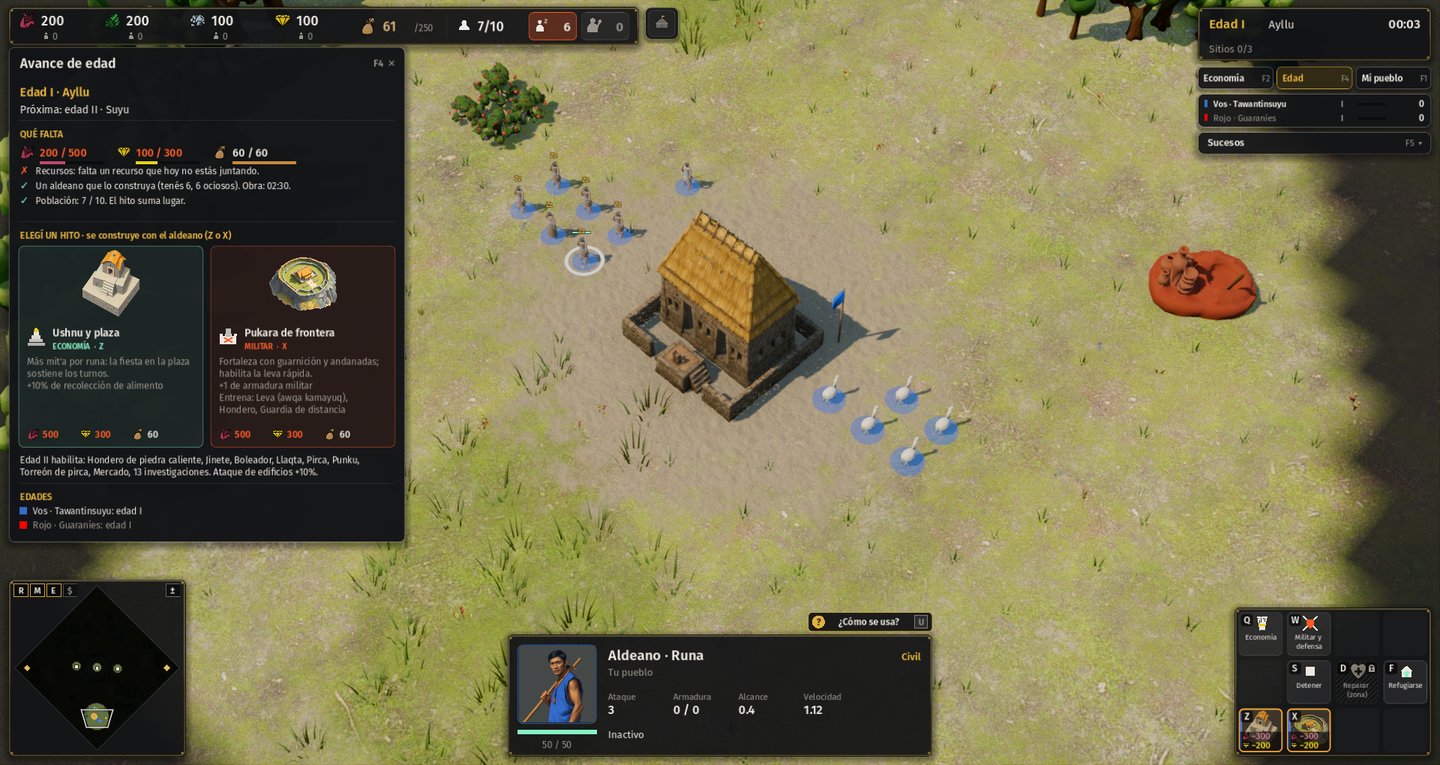 200 200 100 100 61 /250 7/10 z 6 0
0 0 0 0
Avance de edad F4 ×
Edad I · Ayllu
Próxima: edad II · Suyu
QUÉ FALTA
200 / 500 100 / 300 60 / 60
✗ Recursos: falta un recurso que hoy no estás juntando.
✓ Un aldeano que lo construya (tenés 6, 6 ociosos). Obra: 02:30.
✓ Población: 7 / 10. El hito suma lugar.
ELEGÍ UN HITO · se construye con el aldeano (Z o X)
Ushnu y plaza
ECONOMÍA · Z
Más mit'a por runa: la fiesta en la plaza
sostiene los turnos.
+10% de recolección de alimento
500 300 60
Pukara de frontera
MILITAR · X
Fortaleza con guarnición y andanadas;
habilita la leva rápida.
+1 de armadura militar
Entrena: Leva (awqa kamayuq),
Hondero, Guardia de distancia
500 300 60
Edad II habilita: Hondero de piedra caliente, Jinete, Boleador, Llaqta, Pirca, Punku,
Torreón de pirca, Mercado, 13 investigaciones. Ataque de edificios +10%.
EDADES
Vos · Tawantinsuyu: edad I
Rojo · Guaraníes: edad I
Edad I Ayllu 00:03
Sitios 0/3
Economía F2 Edad F4 Mi pueblo F1
Vos · Tawantinsuyu I 0
Rojo · Guaraníes I 0
Sucesos F5
R M E $ ±
? ¿Cómo se usa? U
Aldeano · Runa Civil
Tu pueblo
Ataque Armadura Alcance Velocidad
3 0 / 0 0.4 1.12
Inactivo
50 / 50
Q W
Economía Militar y
defensa
S D F
Detener Reparar
(zona) Refugiarse
Z X
-300 -300
-200 -200